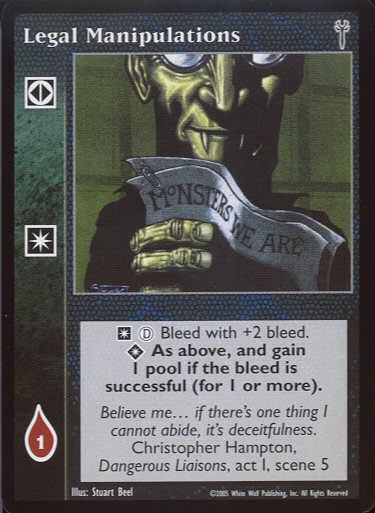 Legal Manipulations
MONSTERS
WE ARE
STUART
D Bleed with +2 bleed.
As above, and gain
1 pool if the bleed is
successful (for 1 or more).
Believe me... if there's one thing I
cannot abide, it's deceitfulness.
Christopher Hampton,
Dangerous Liaisons, act I, scene 5
1
Illus: Stuart Beel
©2005 White Wolf Publishing, Inc. All Rights Reserved